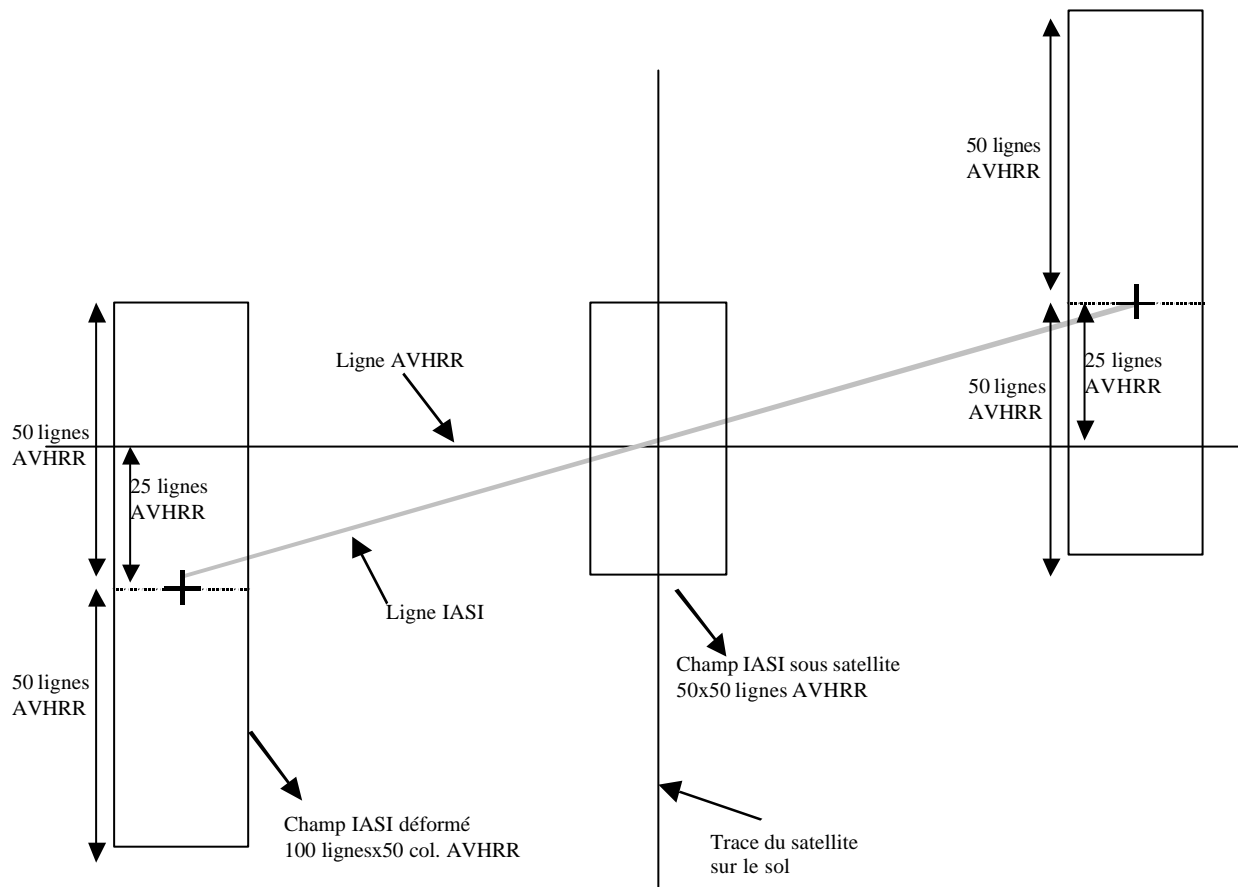 50 lignes
AVHRR
Ligne AVHRR
50 lignes
AVHRR
25 lignes
AVHRR
50 lignes
AVHRR
25 lignes
AVHRR
Ligne IASI
Champ IASI sous satellite
50x50 lignes AVHRR
50 lignes
AVHRR
Champ IASI déformé
100 lignesx50 col. AVHRR
Trace du satellite
sur le sol